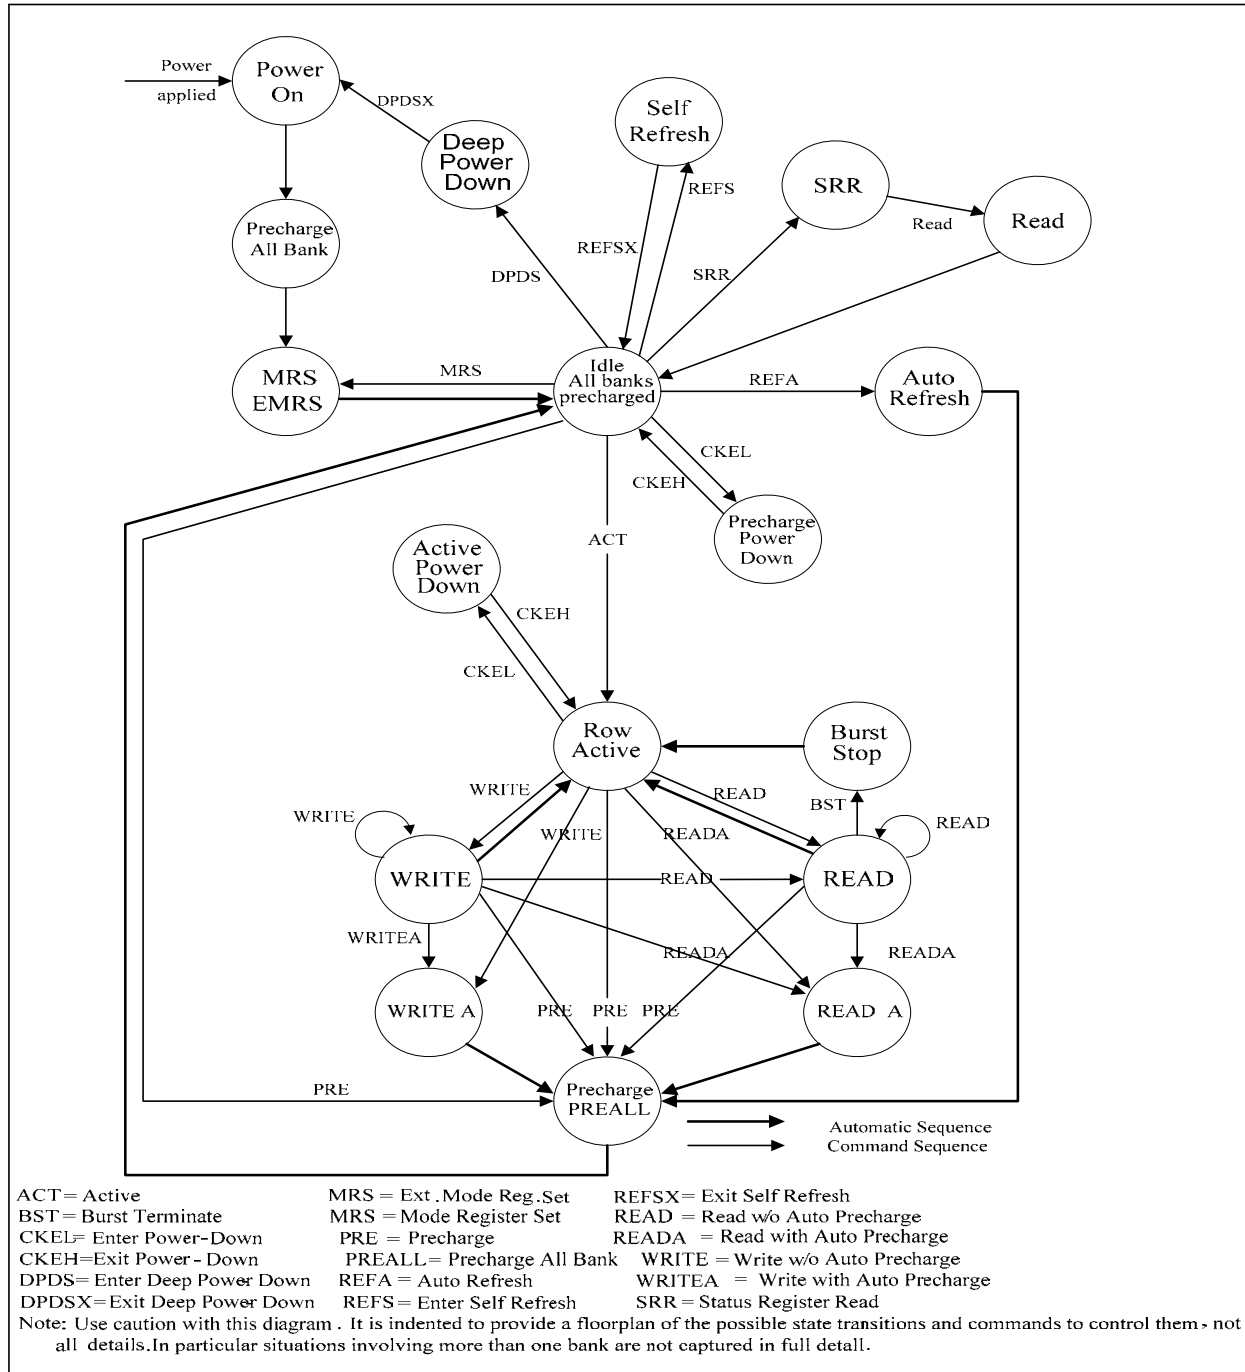 Power
applied
Power
On
DPDSX
Deep
Power
Down
Self
Refresh
REFS
SRR
Read
Read
Precharge
All Bank
REFSX
DPDS
SRR
MRS
EMRS
MRS
Idle
All banks
precharged
REFA
Auto
Refresh
CKEL
CKEH
Precharge
Power
Down
ACT
Active
Power
Down
CKEH
CKEL
Row
Active
Burst
Stop
WRITE
WRITE
WRITE
READ
READA
BST
READ
WRITE
READ
READ
WRITEA
READA
READA
WRITE A
PRE
PRE
PRE
READ A
PRE
Precharge
PREALL
Automatic Sequence
Command Sequence
ACT = Active MRS = Ext .Mode Reg.Set REFSX= Exit Self Refresh
BST= Burst Terminate MRS = Mode Register Set READ = Read w/o Auto Precharge
CKEL= Enter Power-Down PRE = Precharge READA = Read with Auto Precharge
CKEH=Exit Power- Down PREALL= Precharge All Bank WRITE = Write w/o Auto Precharge
DPDS= Enter Deep Power Down REFA = Auto Refresh WRITEA = Write with Auto Precharge
DPDSX= Exit Deep Power Down REFS= Enter Self Refresh SRR= Status Register Read
Note: Use caution with this diagram . It is indented to provide a floorplan of the possible state transitions and commands to control them, not
all details.In particular situations involving more than one bank are not captured in full detall.